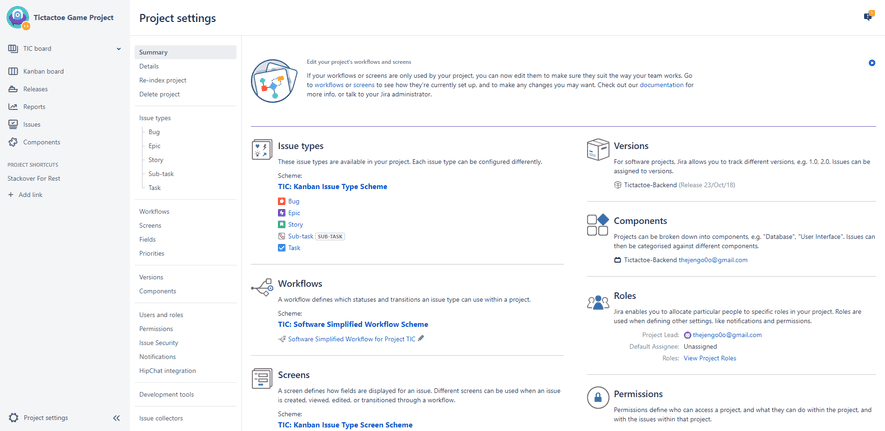 Tictactoe Game Project
TIC board
Kanban board
Releases
Reports
Issues
Components
PROJECT SHORTCUTS
Stackover For Rest
+ Add link
Project settings
Project settings
Summary
Details
Re-index project
Delete project
Issue types
Bug
Epic
Story
Sub-task
Task
Workflows
Screens
Fields
Priorities
Versions
Components
Users and roles
Permissions
Issue Security
Notifications
HipChat integration
Development tools
Issue collectors
Edit your project's workflows and screens
If your workflows or screens are only used by your project, you can now edit them to make sure they suit the way your team works. Go
to workflows or screens to see how they're currently set up, and to make any changes you may want. Check out our documentation for
more info, or talk to your Jira administrator.
Issue types
These issue types are available in your project. Each issue type can be configured differently.
Scheme:
TIC: Kanban Issue Type Scheme
Bug
Epic
Story
Sub-task SUB-TASK
Task
Workflows
A workflow defines which statuses and transitions an issue type can use within a project.
Scheme:
TIC: Software Simplified Workflow Scheme
Software Simplified Workflow for Project TIC
Screens
A screen defines how fields are displayed for an issue. Different screens can be used when an issue
is created, viewed, edited, or transitioned through a workflow.
Scheme:
TIC: Kanban Issue Type Screen Scheme
Versions
For software projects, Jira allows you to track different versions, e.g. 1.0, 2.0. Issues can be
assigned to versions.
Tictactoe-Backend (Release 23/Oct/18)
Components
Projects can be broken down into components, e.g. "Database", "User Interface". Issues can
then be categorised against different components.
Tictactoe-Backend thejengo0o@gmail.com
Roles
Jira enables you to allocate particular people to specific roles in your project. Roles are
used when defining other settings, like notifications and permissions.
Project Lead: thejengo0o@gmail.com
Default Assignee: Unassigned
Roles: View Project Roles
Permissions
Permissions define who can access a project, and what they can do within the project, and
with the issues within that project.